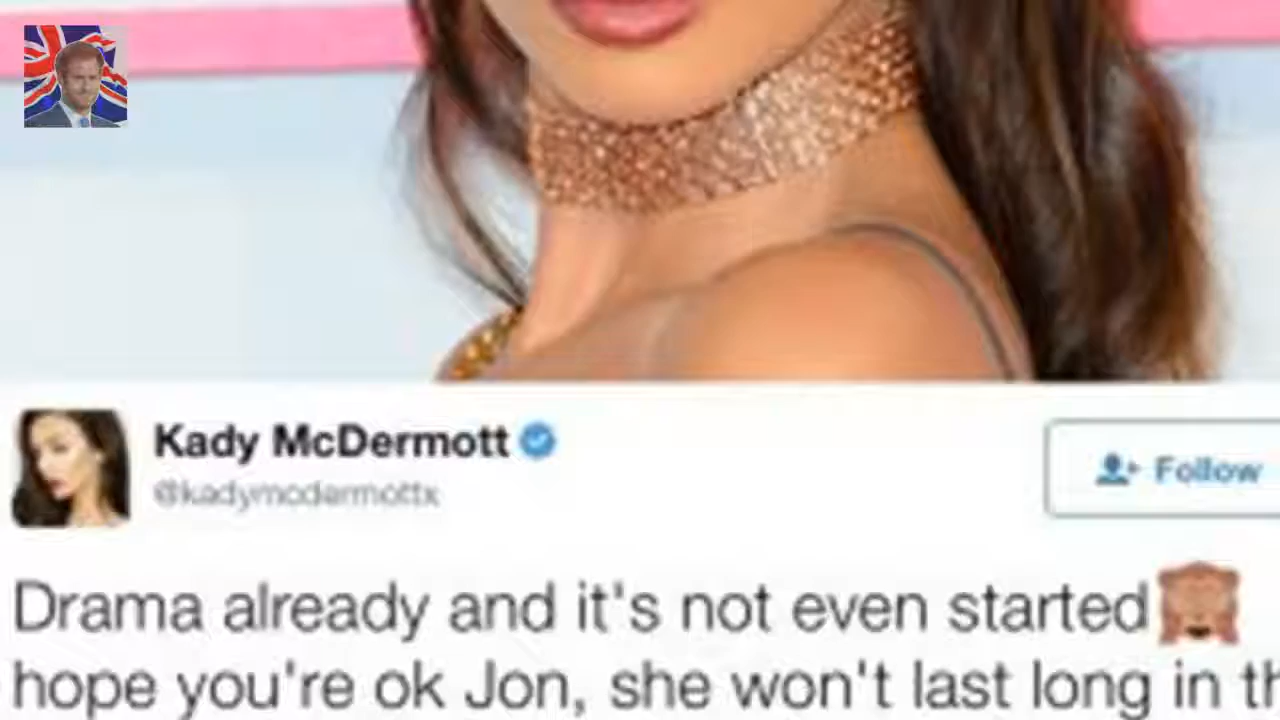 Kady McDermott
@kadymcdermottx
Follow
Drama already and it's not even started
hope you're ok Jon, she won't last long in th